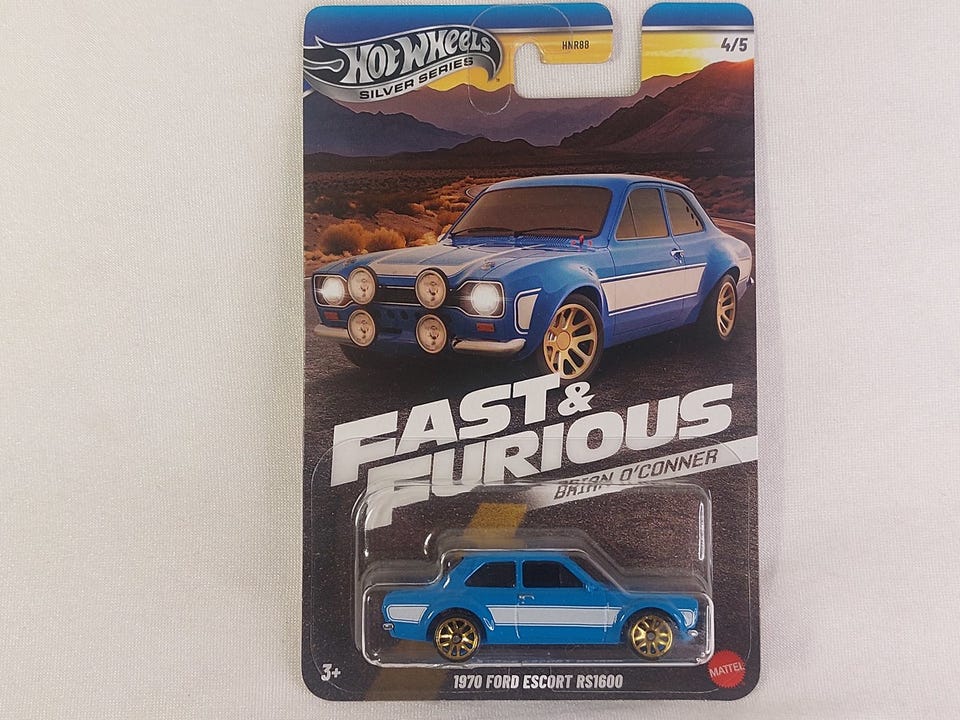 HOT WHEELS
SILVER SERIES
HNR88
4/5
FAST &
FURIOUS
BRIAN O'CONNER
3+
1970 FORD ESCORT RS1600
MATTEL